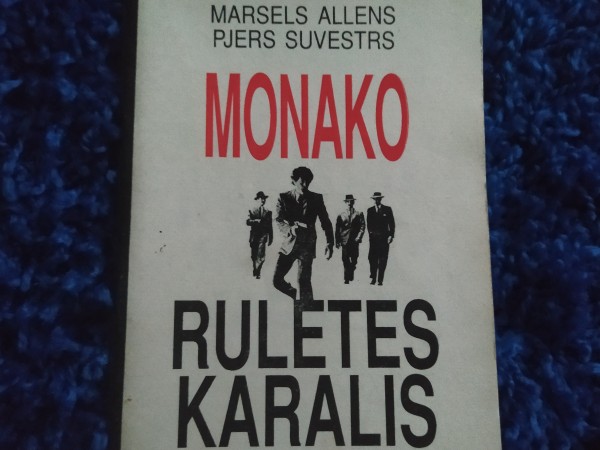 MARSELS ALLENS
PJERS SUVESTRS
MONAKO
RULETES
KARALIS